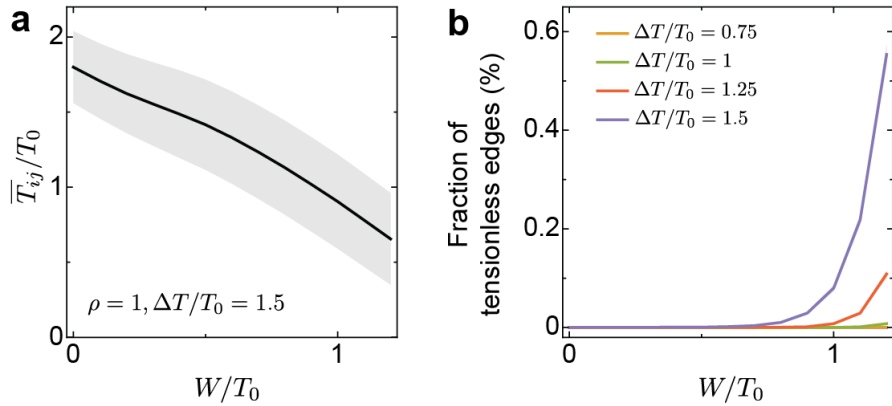 a
2
1
0
0
1
T̅ij/T0
W/T0
ρ = 1, ΔT/T0 = 1.5
b
0.6
0.4
0.2
0
0
1
Fraction of
tensionless edges (%)
W/T0
ΔT/T0 = 0.75
ΔT/T0 = 1
ΔT/T0 = 1.25
ΔT/T0 = 1.5